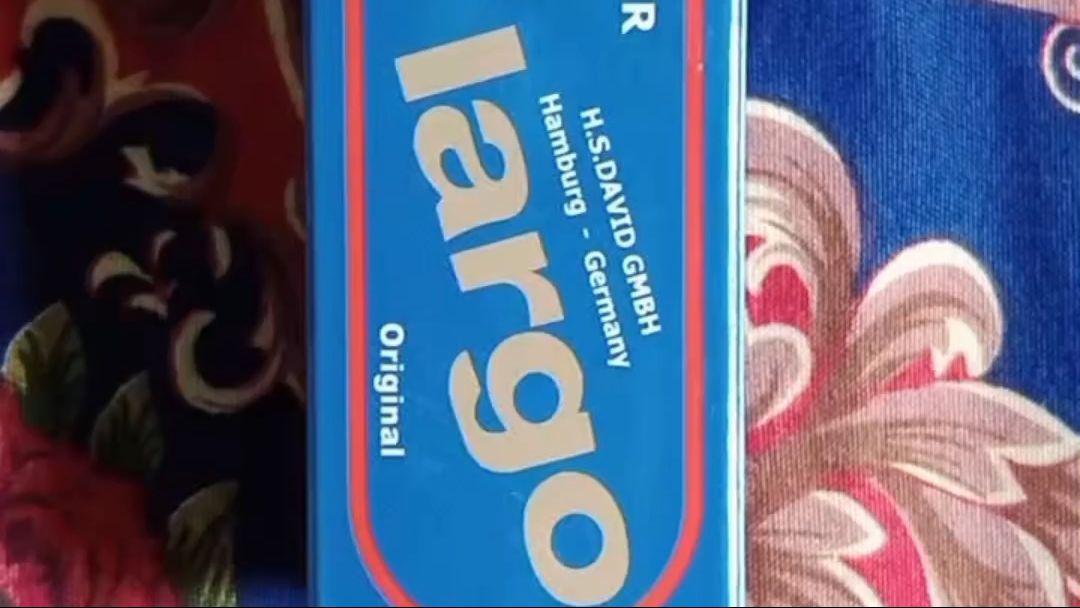 R
H.S.DAVID GMBH
Hamburg - Germany
largo
Original